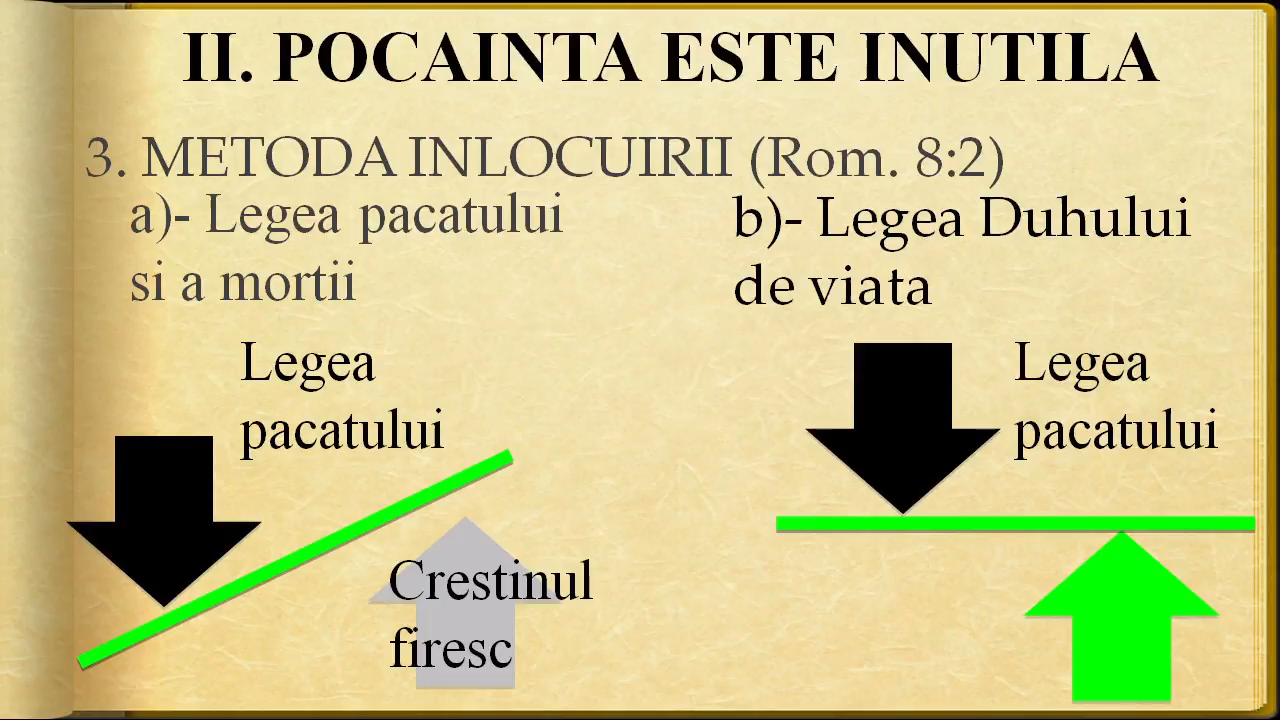 II. POCAINTA ESTE INUTILA
3. METODA INLOCUIRII (Rom. 8:2)
a)- Legea pacatului
si a mortii
b)- Legea Duhului
de viata
Legea
pacatului
Crestinul
firesc
Legea
pacatului